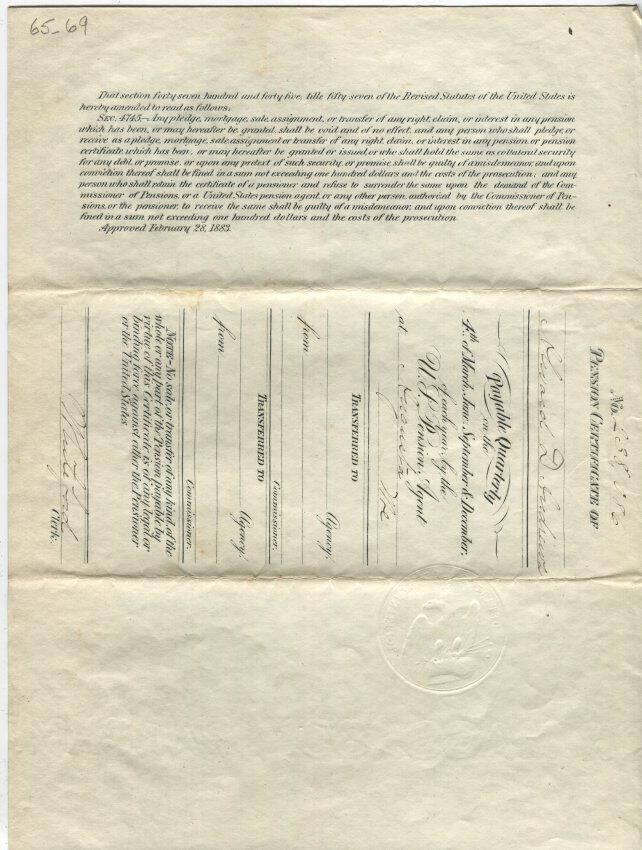 65-69
That section forty seven hundred and forty five, title fifty seven of the Revised Statutes of the United States is
hereby amended to read as follows:
SEC. 4745.—Any pledge, mortgage, sale, assignment, or transfer of any right, claim, or interest in any pension
which has been, or may hereafter be granted, shall be void and of no effect, and any person who shall pledge, or
receive as a pledge, mortgage, sale, assignment or transfer of any right, claim, or interest in any pension, or pension
certificate, which has been, or may hereafter be granted or issued, or who shall hold the same as collateral security
for any debt, or promise, or upon any pretext of such security, or promise shall be guilty of a misdemeanor, and upon
conviction thereof shall be fined in a sum not exceeding one hundred dollars and the costs of the prosecution; and any
person who shall retain the certificate of a pensioner and refuse to surrender the same upon the demand of the Com-
missioner of Pensions, or a United States pension agent, or any other person, authorized by the Commissioner of Pen-
sions, or the pensioner, to receive the same shall be guilty of a misdemeanor, and upon conviction thereof shall be
fined in a sum not exceeding one hundred dollars and the costs of the prosecution.
Approved February 28, 1883.
No.
PENSION CERTIFICATE OF
D.
Payable Quarterly
on the
4th of March, June, September & December,
of each year, by the
U.S. Pension Agent
at Augusta Me
TRANSFERRED TO
Agency,
from
Commissioner.
TRANSFERRED TO
Agency,
from
Commissioner.
NOTE—No sale, or transfer of any kind, of the
whole or any part of the Pension payable by
virtue of this Certificate is of any legal or
binding force against either the Pensioner
or the United States.
Clerk.